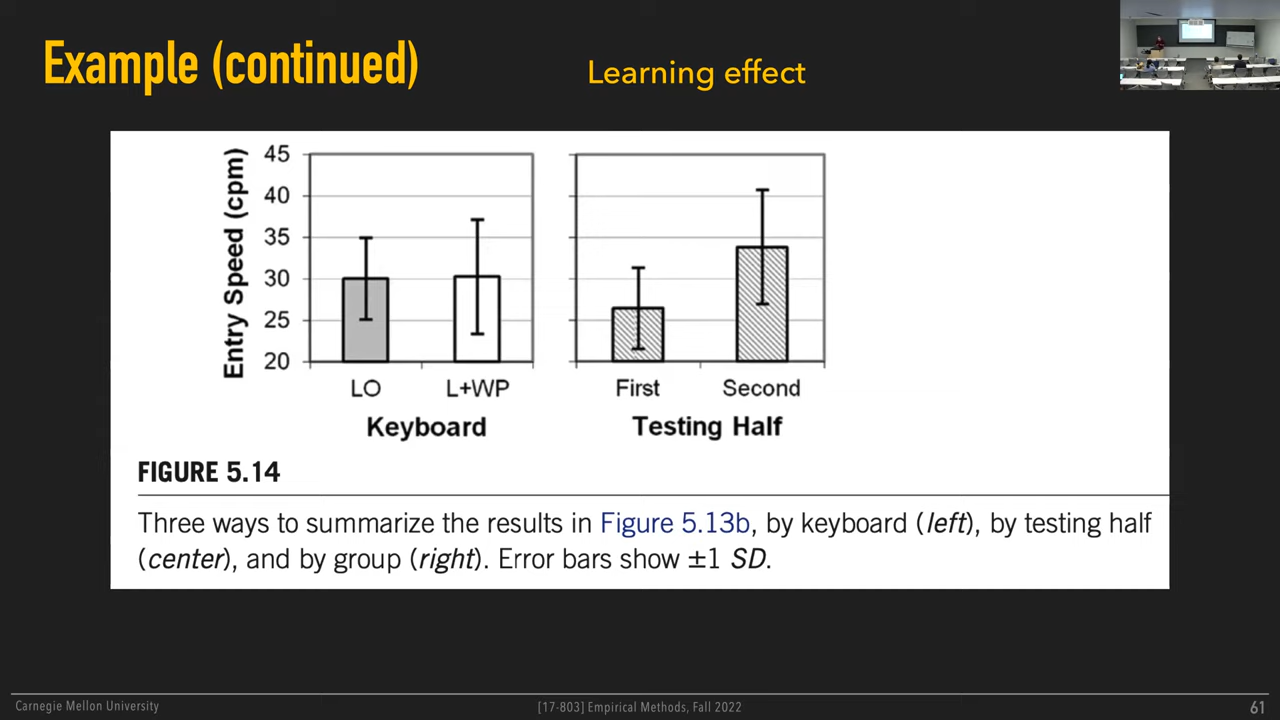 Example (continued)
Learning effect
Entry Speed (cpm)
45
40
35
30
25
20
LO L+WP
Keyboard
First Second
Testing Half
FIGURE 5.14
Three ways to summarize the results in Figure 5.13b, by keyboard (left), by testing half
(center), and by group (right). Error bars show ±1 SD.
Carnegie Mellon University
[17-803] Empirical Methods, Fall 2022
61